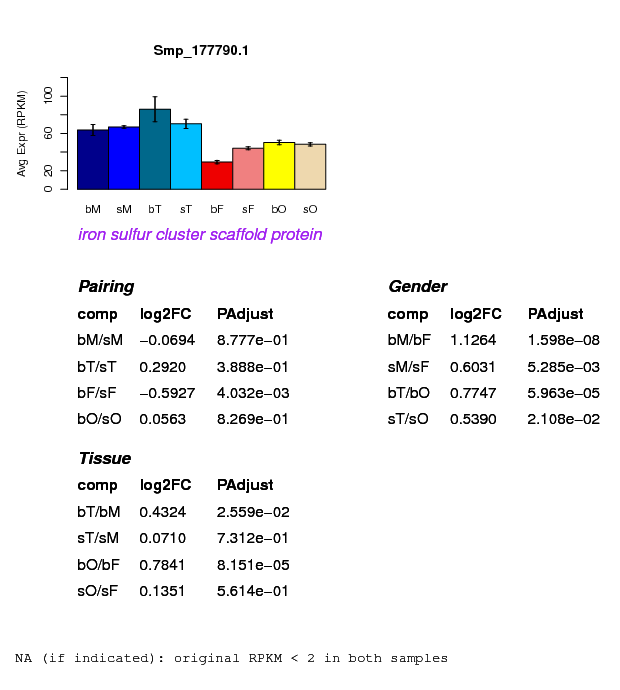 Smp_177790.1
Avg Expr (RPKM)
0 20 60 100
bM sM bT sT bF sF bO sO
iron sulfur cluster scaffold protein
Pairing
comp log2FC PAdjust
bM/sM −0.0694 8.777e−01
bT/sT 0.2920 3.888e−01
bF/sF −0.5927 4.032e−03
bO/sO 0.0563 8.269e−01
Gender
comp log2FC PAdjust
bM/bF 1.1264 1.598e−08
sM/sF 0.6031 5.285e−03
bT/bO 0.7747 5.963e−05
sT/sO 0.5390 2.108e−02
Tissue
comp log2FC PAdjust
bT/bM 0.4324 2.559e−02
sT/sM 0.0710 7.312e−01
bO/bF 0.7841 8.151e−05
sO/sF 0.1351 5.614e−01
NA (if indicated): original RPKM < 2 in both samples